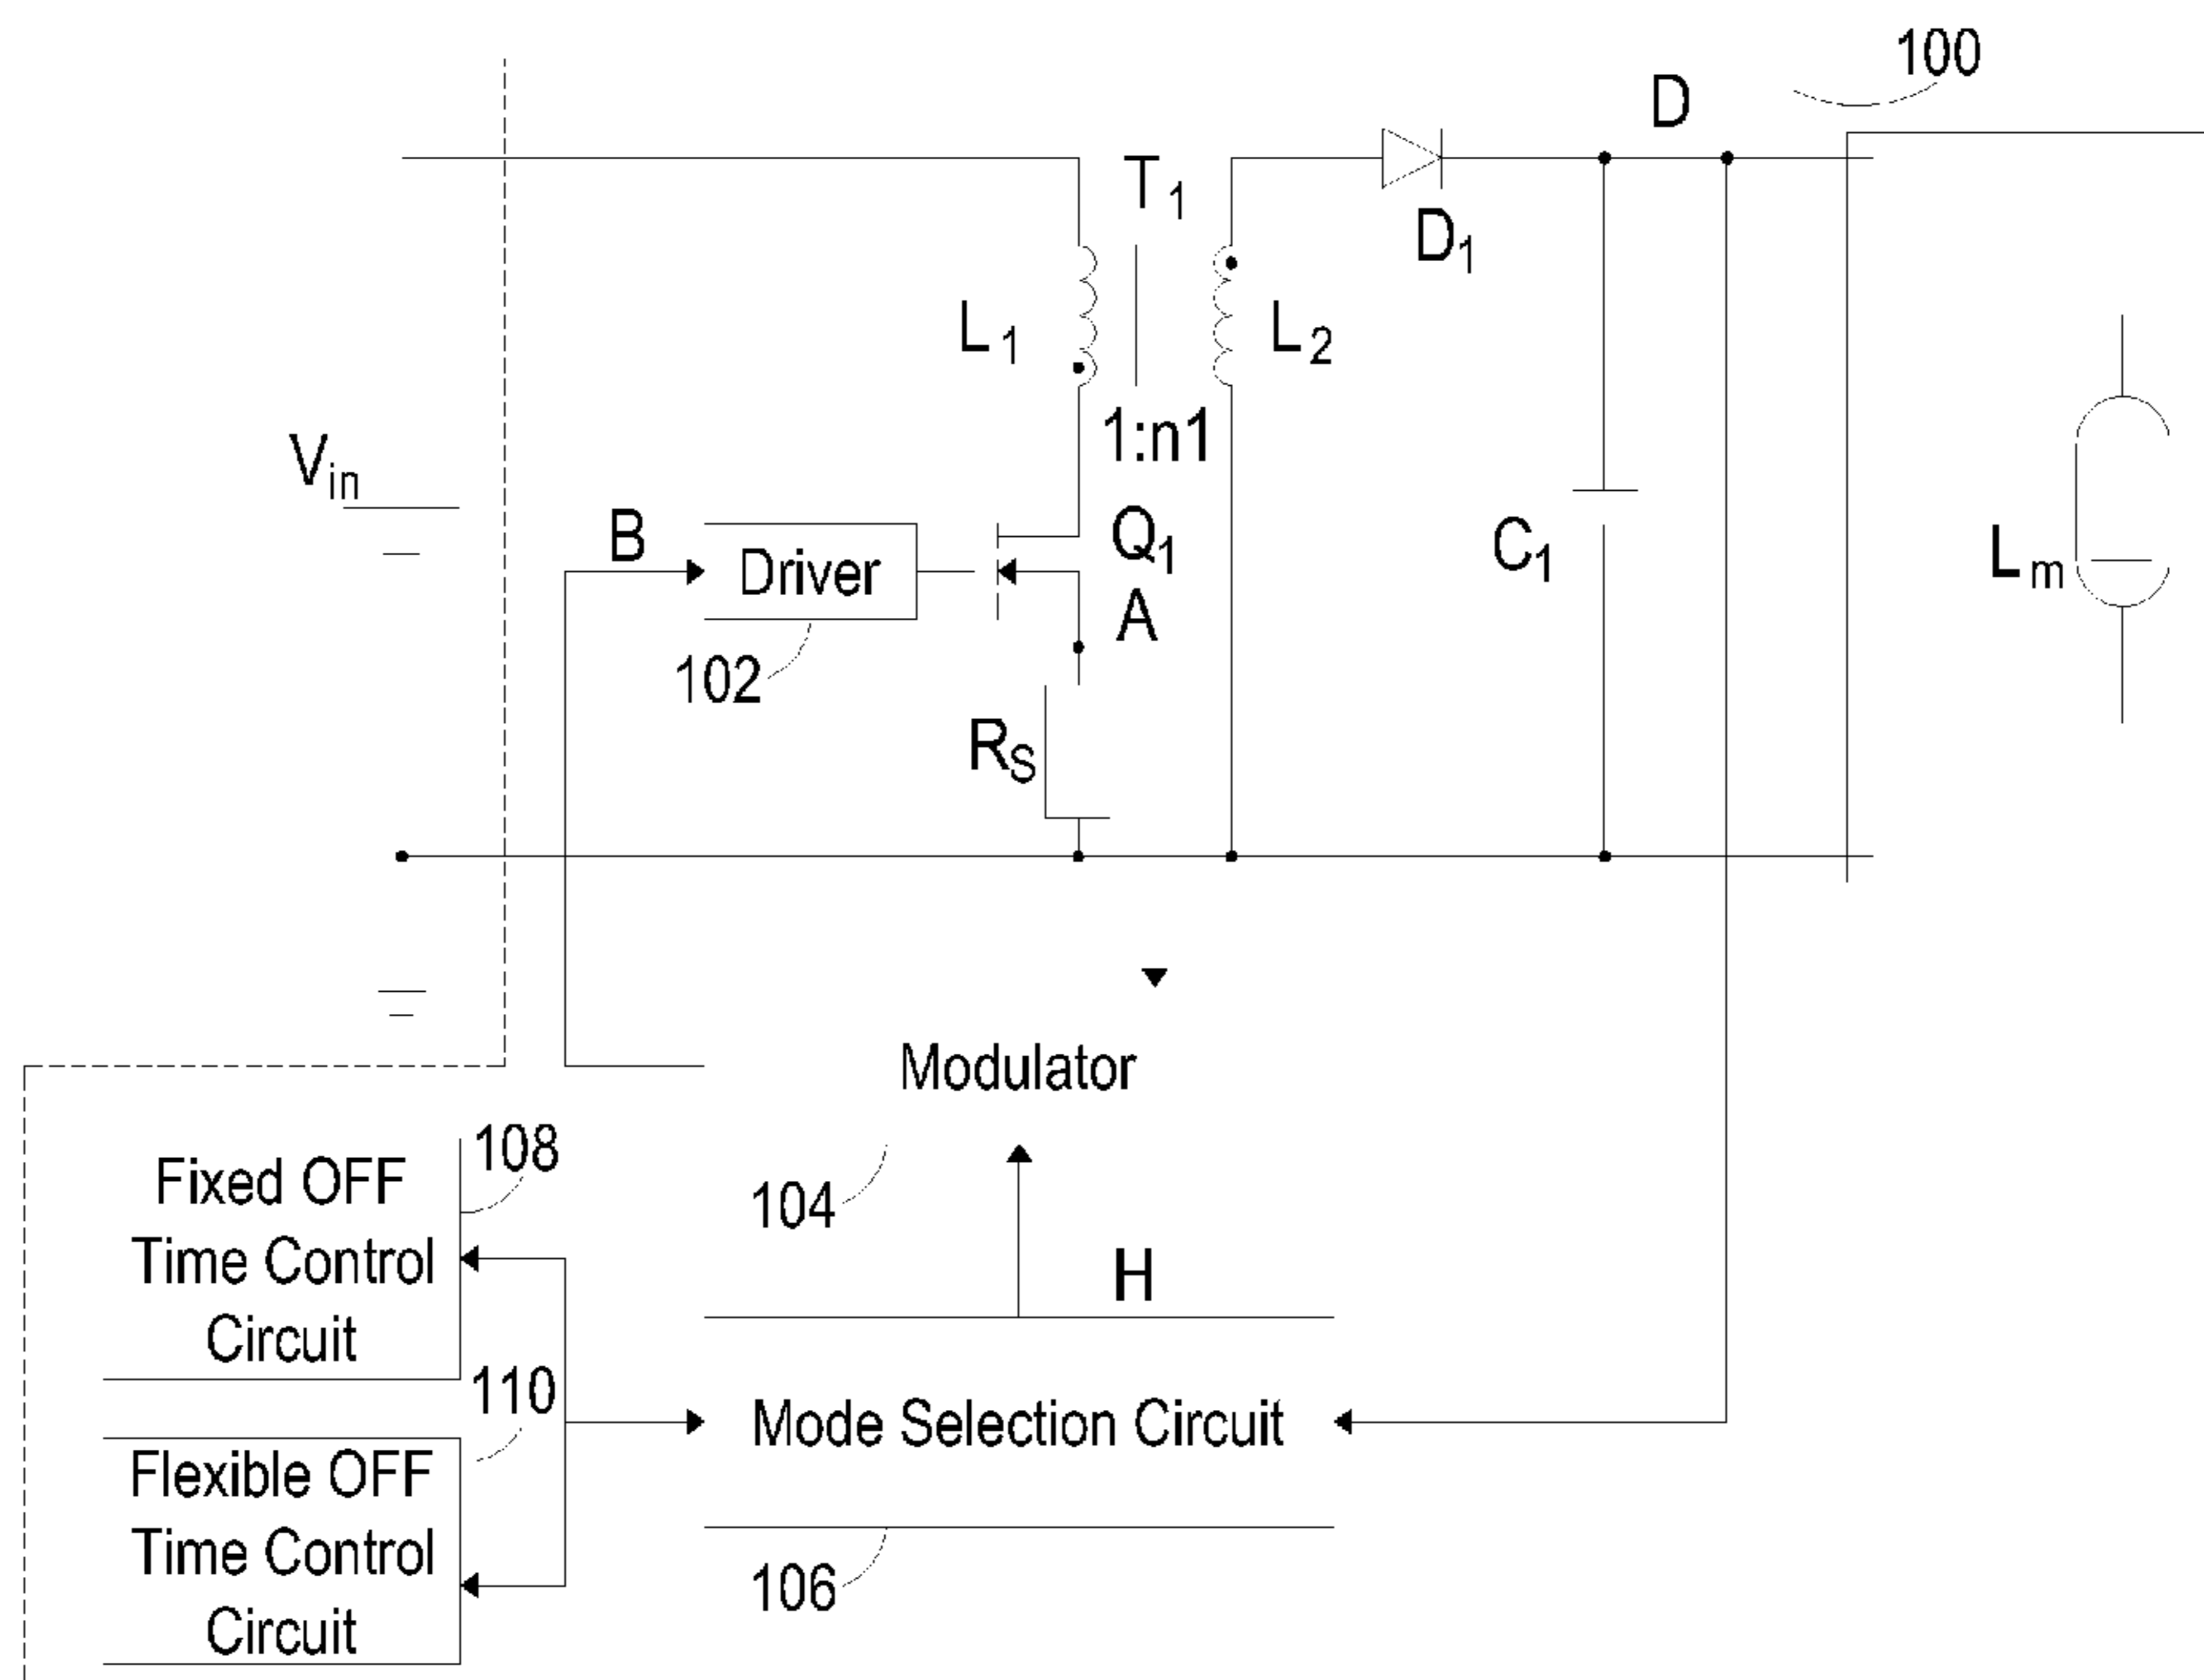 100
D
T1
D1
L1
L2
1:n1
Vin
B
Driver
Q1
A
C1
Lm
102
RS
Modulator
108
Fixed OFF
Time Control
Circuit
104
H
110
Mode Selection Circuit
Flexible OFF
Time Control
Circuit
106